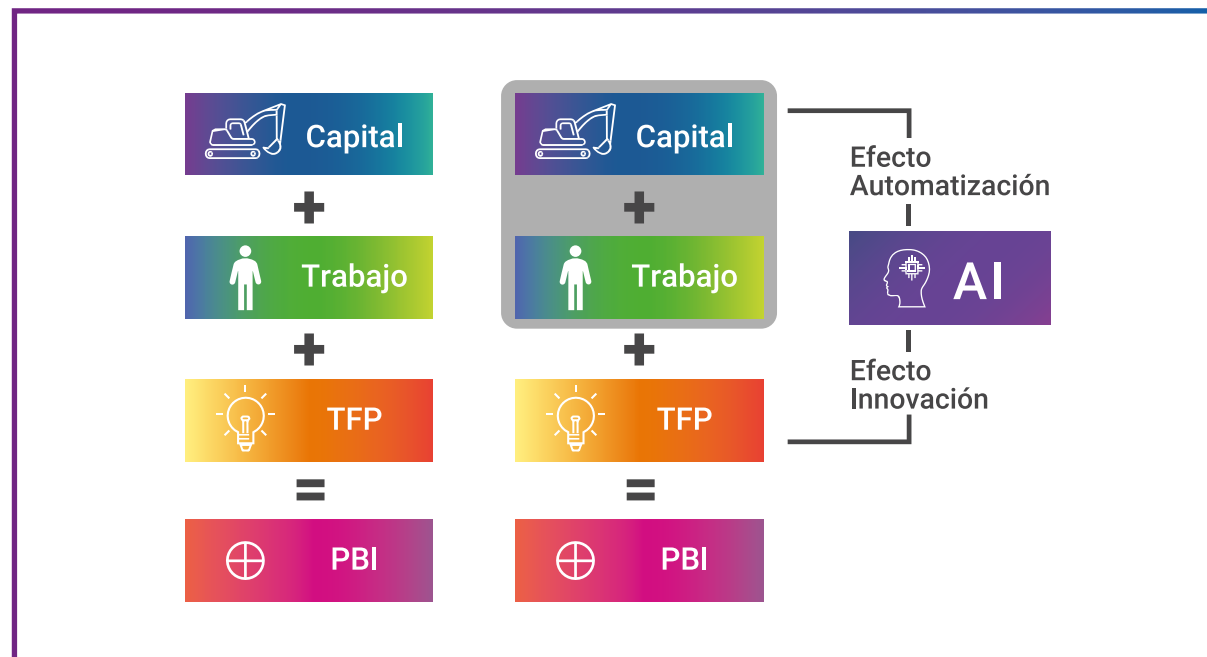 Capital
+
Trabajo
+
TFP
=
PBI
Capital
+
Trabajo
+
TFP
=
PBI
Efecto
Automatización
AI
Efecto
Innovación